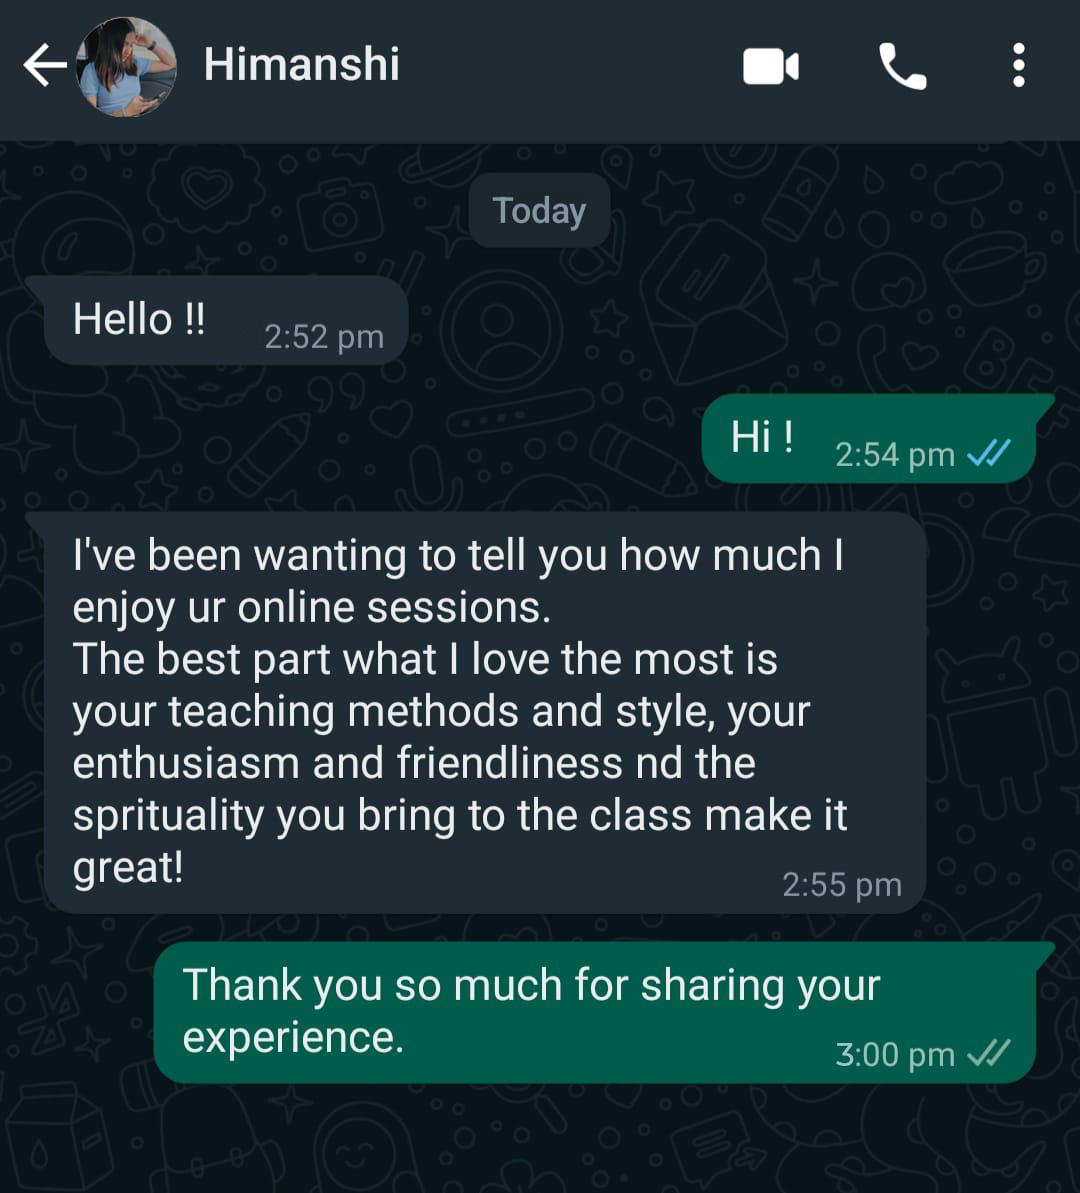 Himanshi
Today
Hello !!
2:52 pm
Hi !
2:54 pm
I've been wanting to tell you how much I
enjoy ur online sessions.
The best part what I love the most is
your teaching methods and style, your
enthusiasm and friendliness nd the
sprituality you bring to the class make it
great!
2:55 pm
Thank you so much for sharing your
experience.
3:00 pm